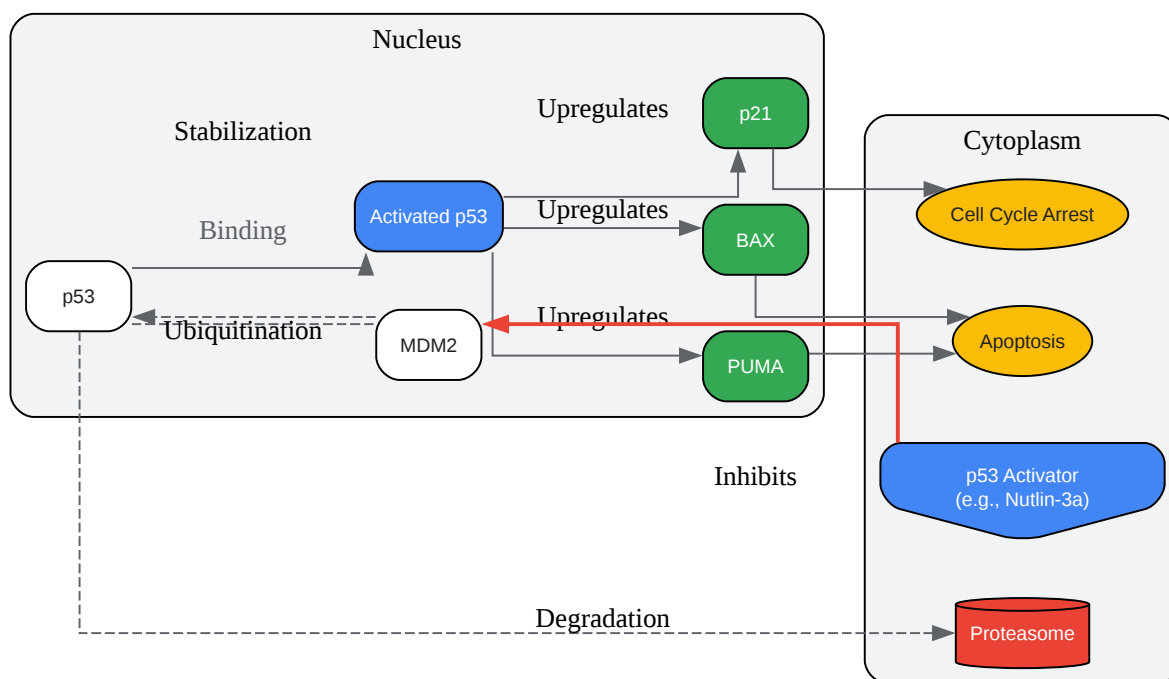 Nucleus
Upregulates
p21
Stabilization
Cytoplasm
Activated p53
Upregulates
Cell Cycle Arrest
Binding
BAX
p53
Ubiquitination
MDM2
Upregulates
Apoptosis
PUMA
Inhibits
p53 Activator
(e.g., Nutlin-3a)
Degradation
Proteasome